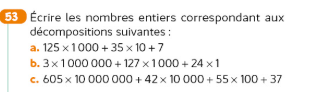 53 Écrire les nombres entiers correspondant aux
décompositions suivantes :
a. 125 × 1 000 + 35 × 10 + 7
b. 3 × 1 000 000 + 127 × 1 000 + 24 × 1
c. 605 × 10 000 000 + 42 × 10 000 + 55 × 100 + 37